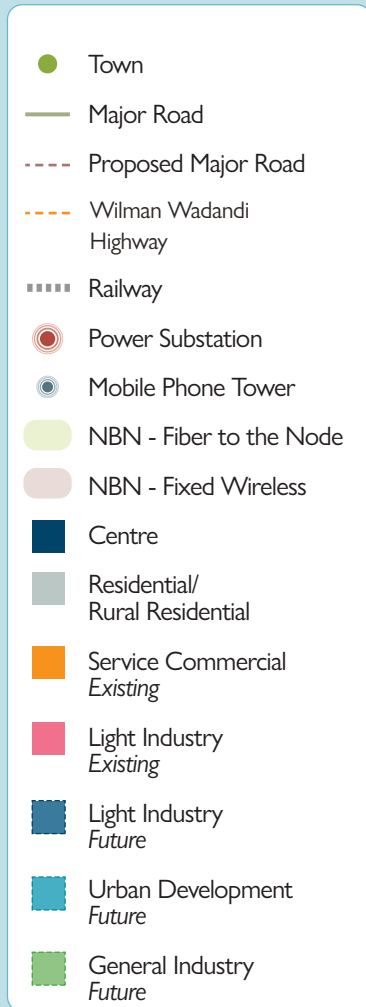 Town
Major Road
Proposed Major Road
Wilman Wadandi
Highway
Railway
Power Substation
Mobile Phone Tower
NBN - Fiber to the Node
NBN - Fixed Wireless
Centre
Residential/
Rural Residential
Service Commercial
Existing
Light Industry
Existing
Light Industry
Future
Urban Development
Future
General Industry
Future